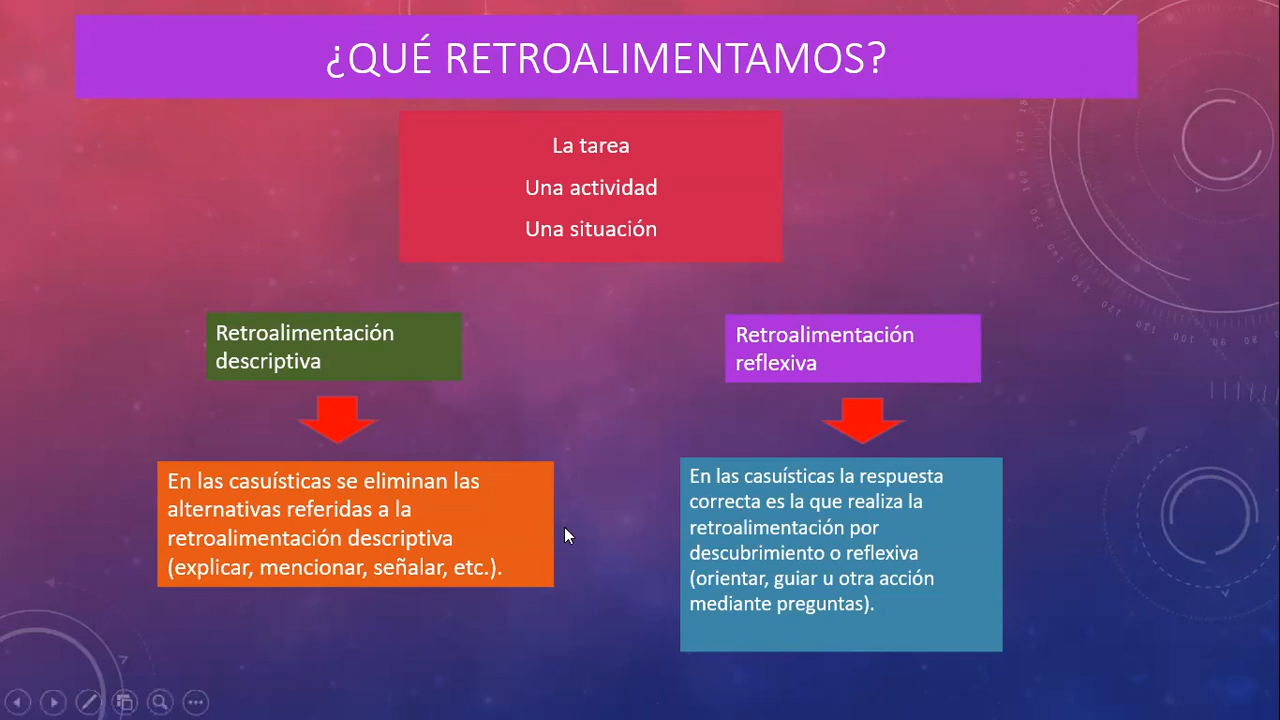 ¿QUÉ RETROALIMENTAMOS?
La tarea
Una actividad
Una situación
Retroalimentación
descriptiva
Retroalimentación
reflexiva
En las casuísticas se eliminan las
alternativas referidas a la
retroalimentación descriptiva
(explicar, mencionar, señalar, etc.).
En las casuísticas la respuesta
correcta es la que realiza la
retroalimentación por
descubrimiento o reflexiva
(orientar, guiar u otra acción
mediante preguntas).